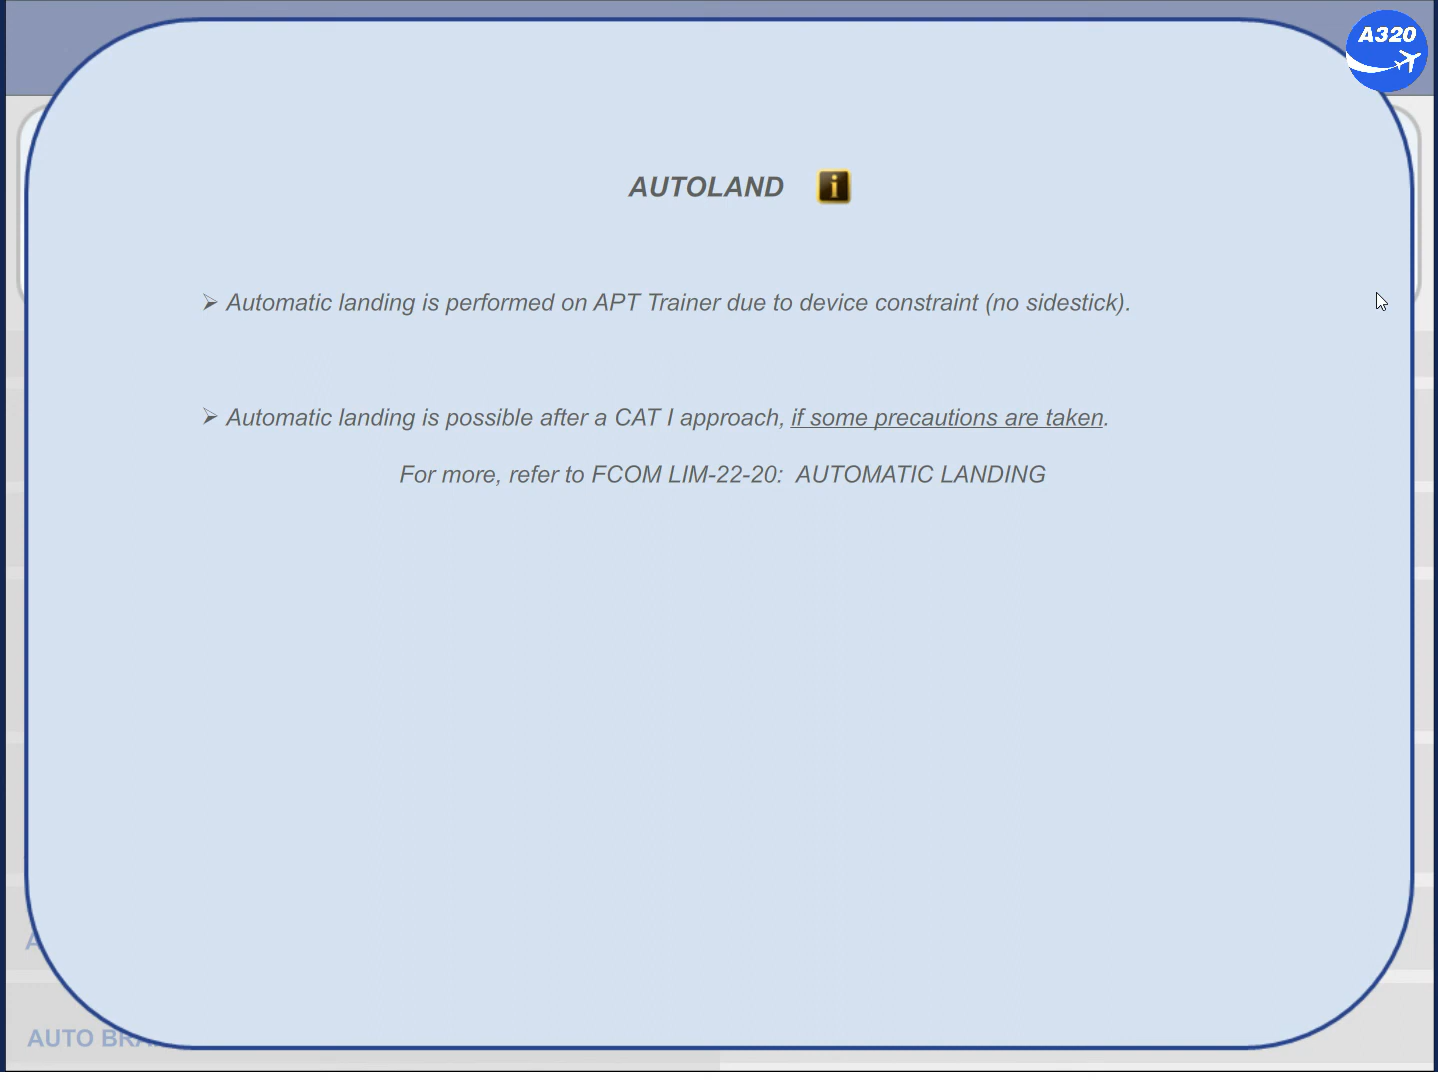 A320
AUTOLAND i
Automatic landing is performed on APT Trainer due to device constraint (no sidestick).
Automatic landing is possible after a CAT I approach, if some precautions are taken.
For more, refer to FCOM LIM-22-20: AUTOMATIC LANDING
AUTO